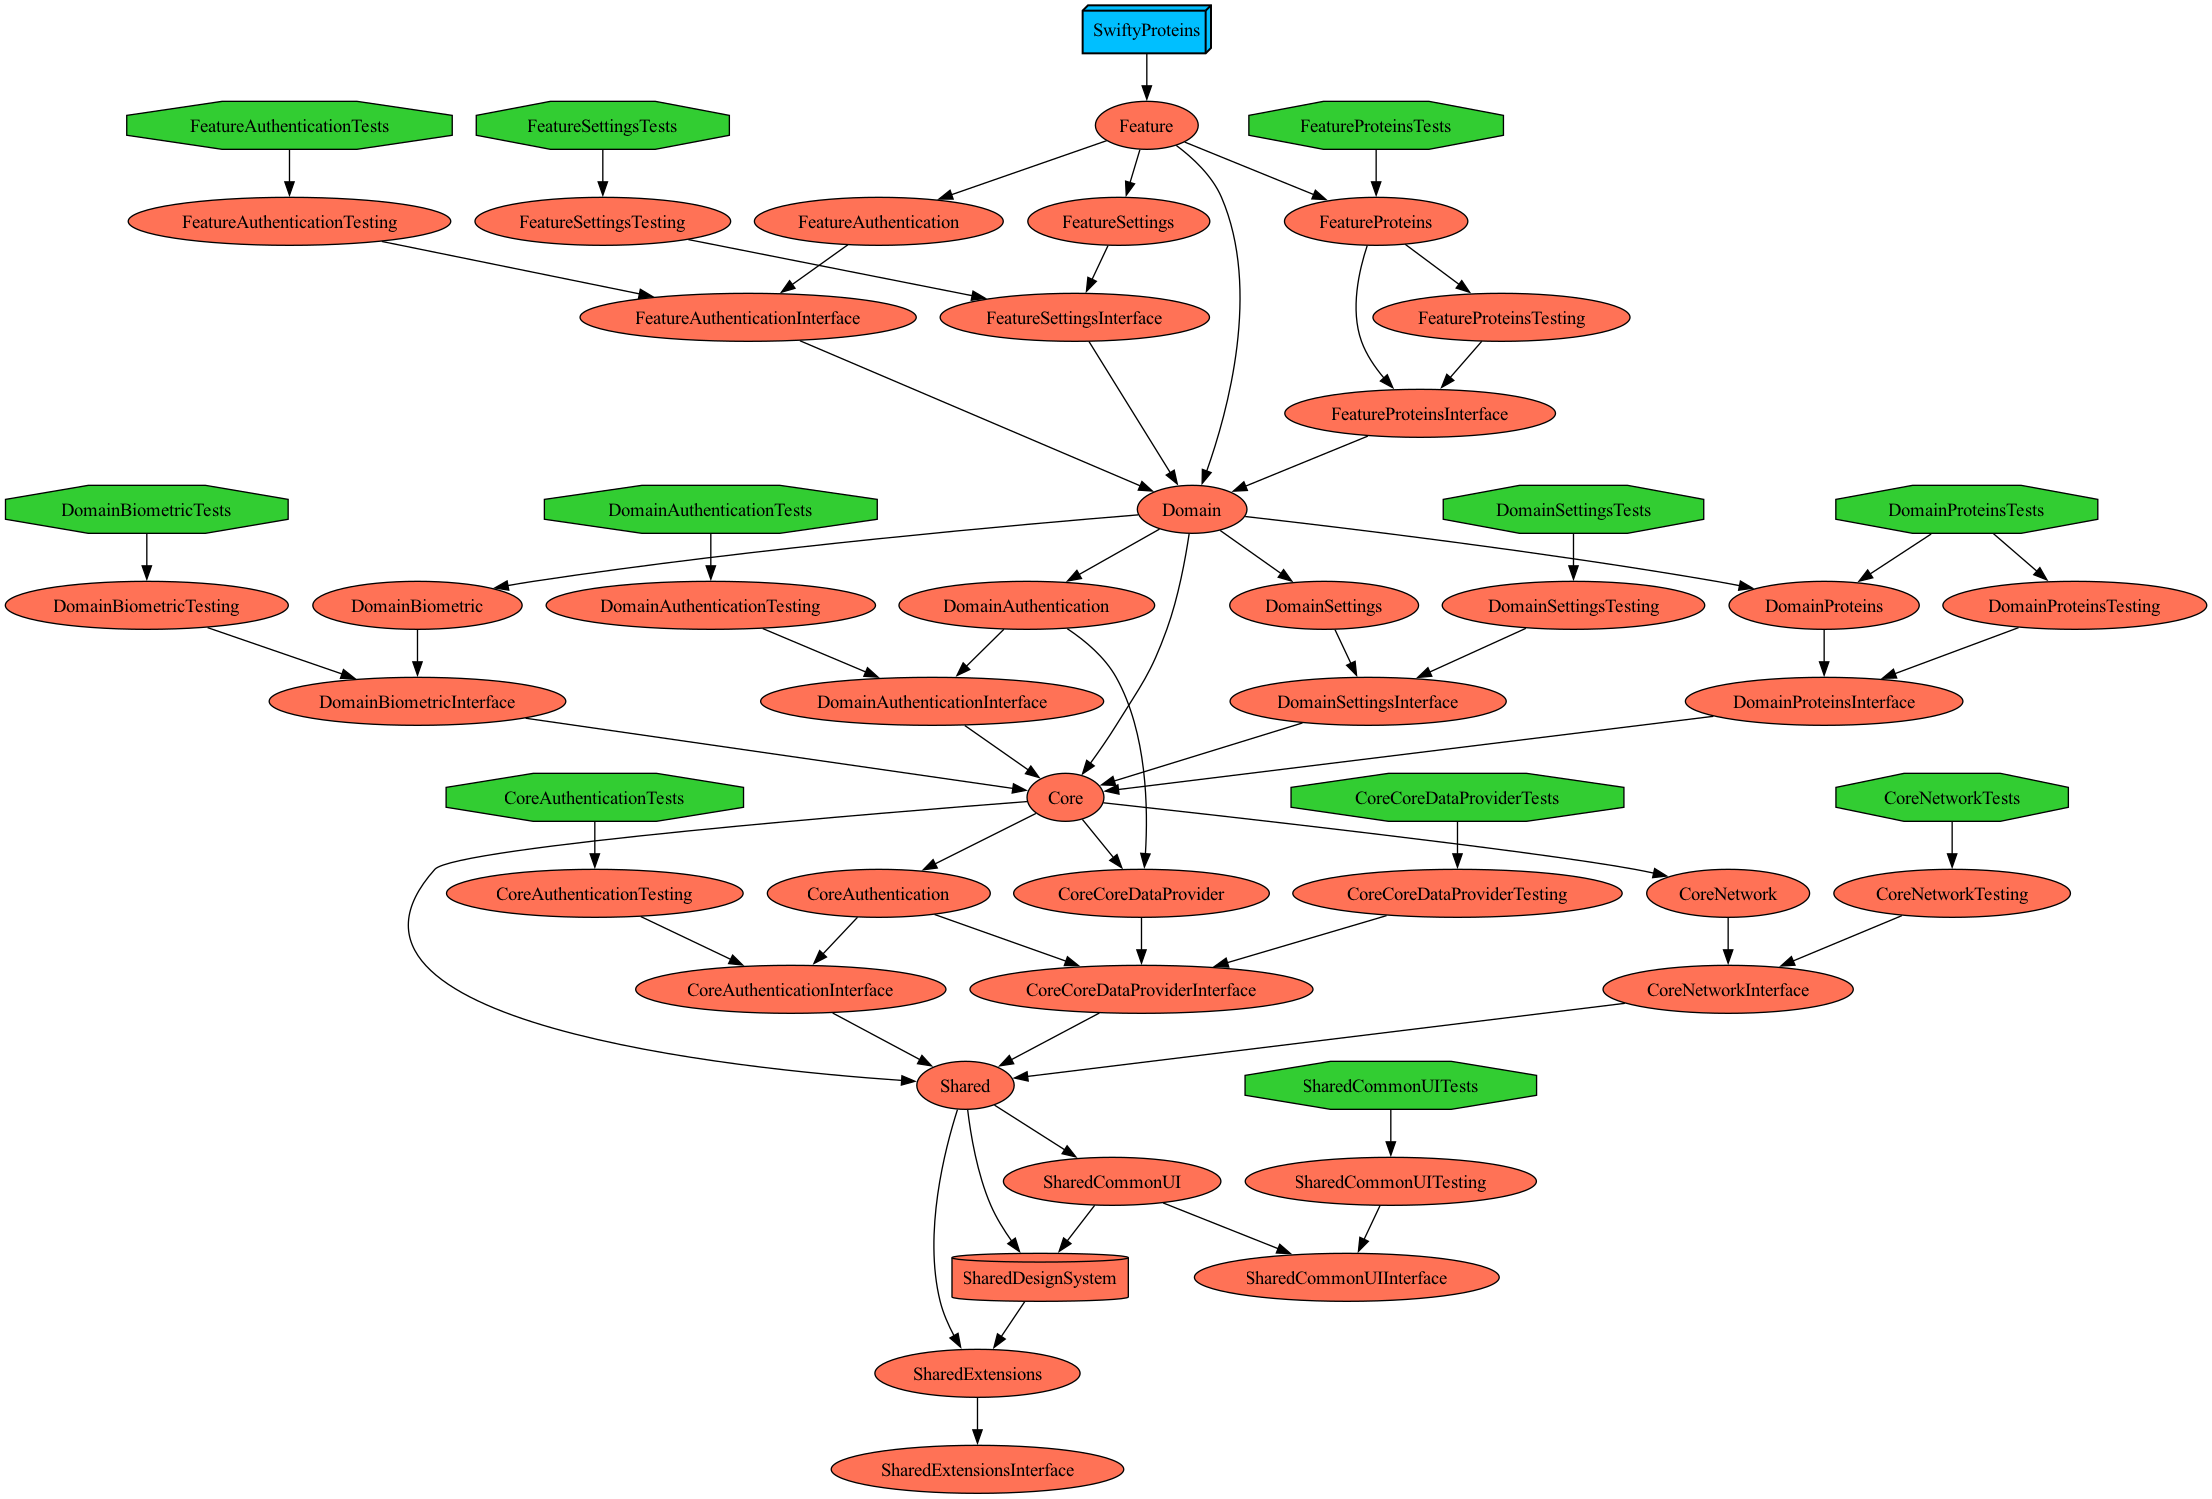 SwiftyProteins
FeatureAuthenticationTests
FeatureSettingsTests
Feature
FeatureProteinsTests
FeatureAuthenticationTesting
FeatureSettingsTesting
FeatureAuthentication
FeatureSettings
FeatureProteins
FeatureAuthenticationInterface
FeatureSettingsInterface
FeatureProteinsTesting
FeatureProteinsInterface
DomainBiometricTests
DomainAuthenticationTests
Domain
DomainSettingsTests
DomainProteinsTests
DomainBiometricTesting
DomainBiometric
DomainAuthenticationTesting
DomainAuthentication
DomainSettings
DomainSettingsTesting
DomainProteins
DomainProteinsTesting
DomainBiometricInterface
DomainAuthenticationInterface
DomainSettingsInterface
DomainProteinsInterface
CoreAuthenticationTests
Core
CoreCoreDataProviderTests
CoreNetworkTests
CoreAuthenticationTesting
CoreAuthentication
CoreCoreDataProvider
CoreCoreDataProviderTesting
CoreNetwork
CoreNetworkTesting
CoreAuthenticationInterface
CoreCoreDataProviderInterface
CoreNetworkInterface
Shared
SharedCommonUITests
SharedCommonUI
SharedCommonUITesting
SharedDesignSystem
SharedCommonUIInterface
SharedExtensions
SharedExtensionsInterface